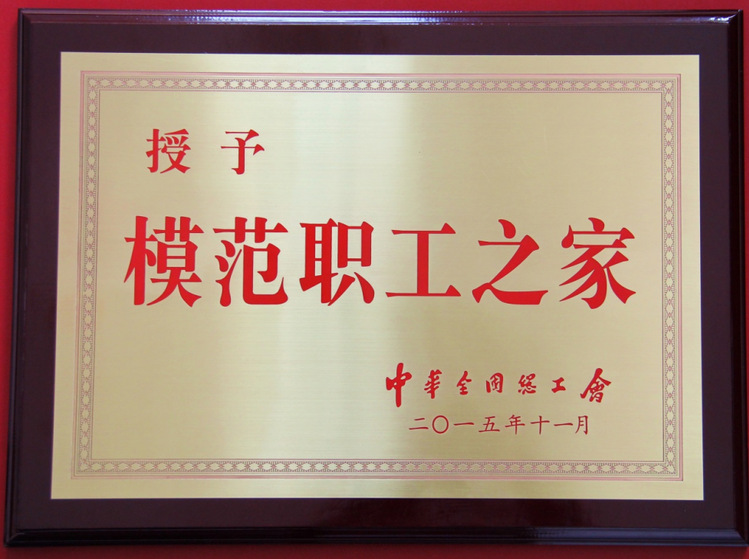 授予
模范职工之家
中华全国总工會
二〇一五年十一月